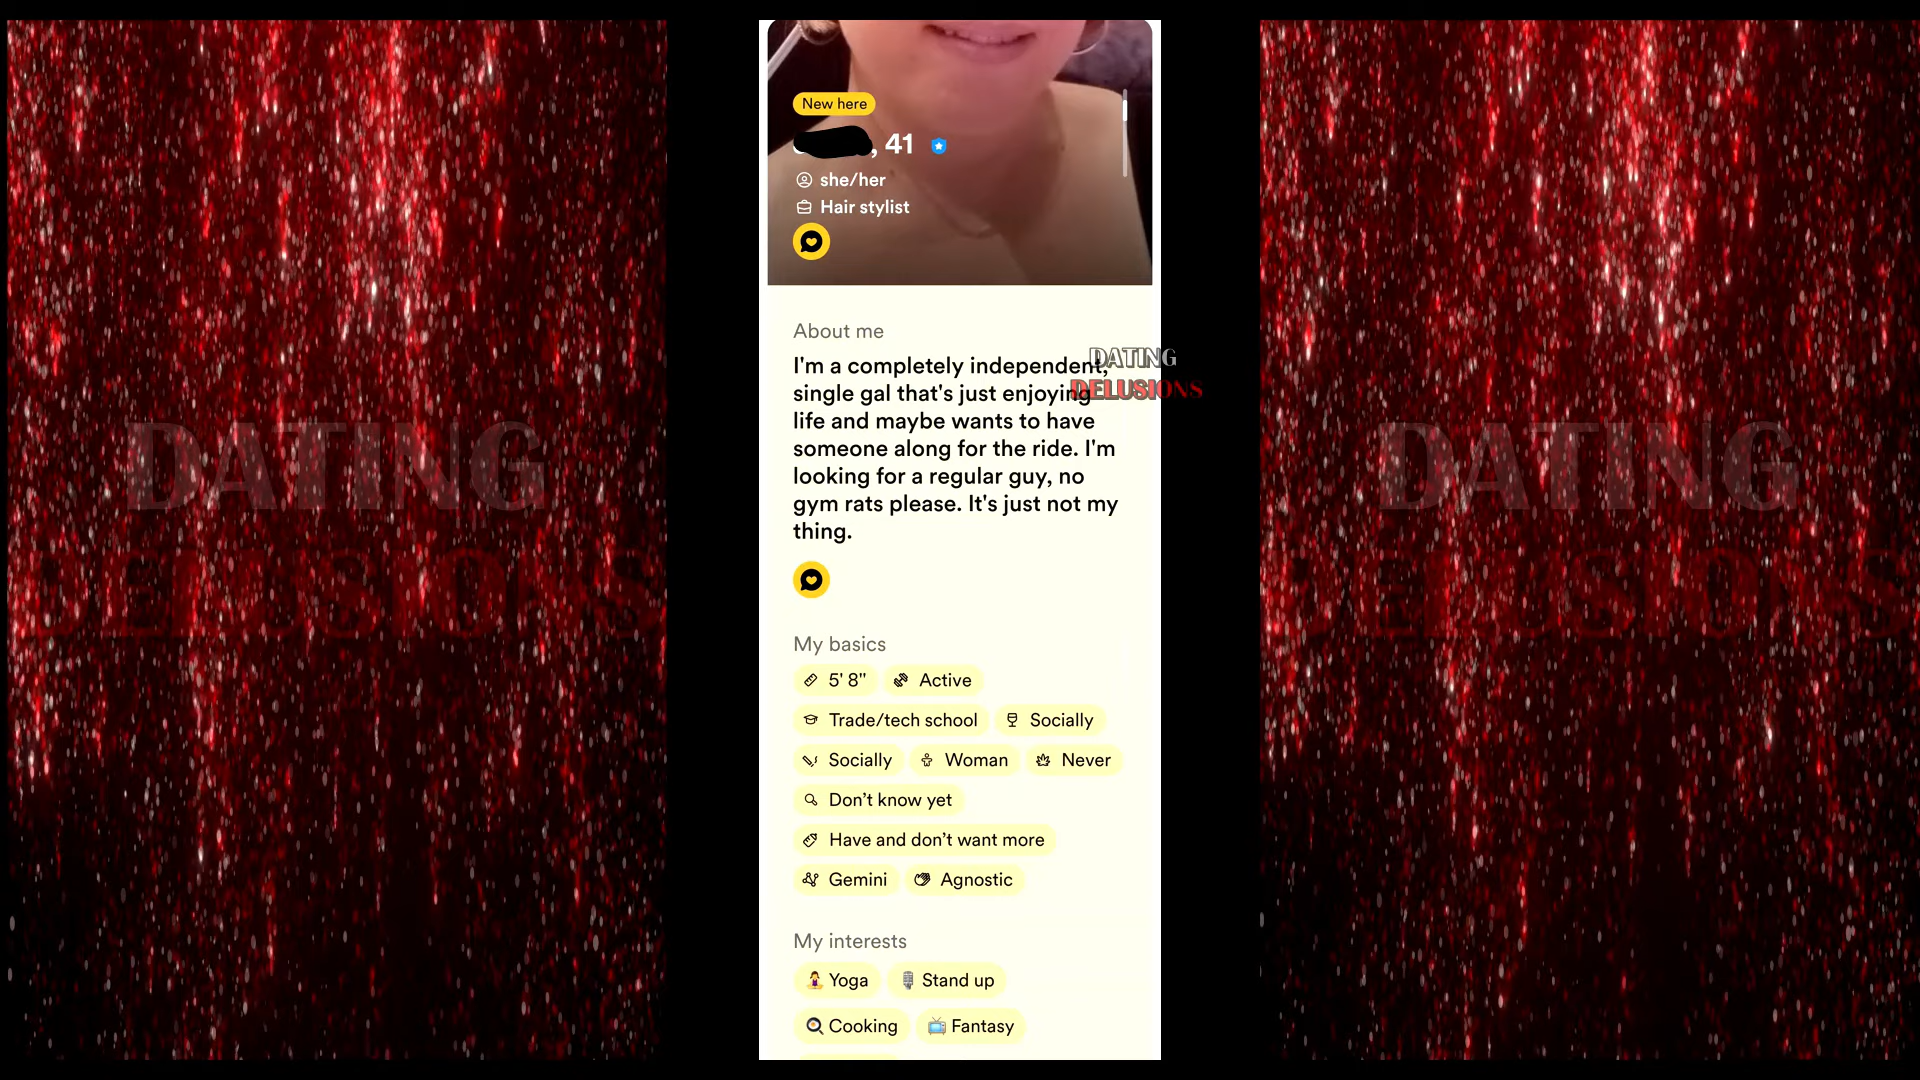 New here
, 41
she/her
Hair stylist
About me
I'm a completely independent,
single gal that's just enjoying
life and maybe wants to have
someone along for the ride. I'm
looking for a regular guy, no
gym rats please. It's just not my
thing.
DATING
DELUSIONS
My basics
5' 8"
Active
Trade/tech school
Socially
Socially
Woman
Never
Don’t know yet
Have and don’t want more
Gemini
Agnostic
My interests
Yoga
Stand up
Cooking
Fantasy
DATING
DELUSIONS
DATING
DELUSIONS